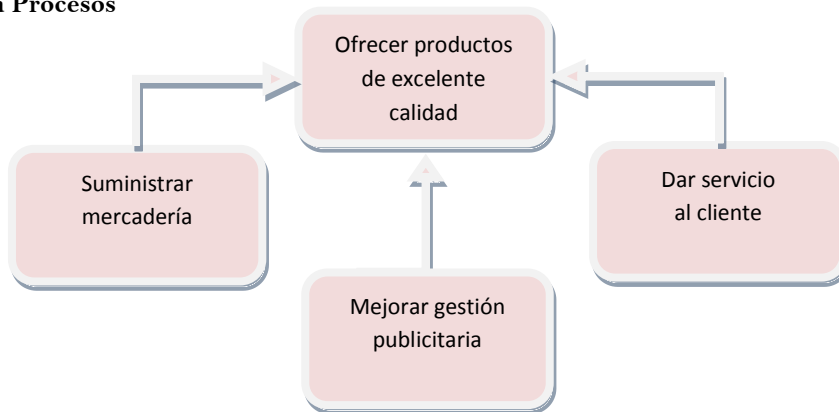 Procesos
Ofrecer productos
de excelente
calidad
Suministrar
mercadería
Dar servicio
al cliente
Mejorar gestión
publicitaria